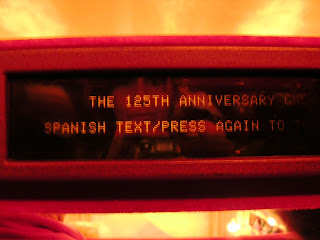 THE 125TH ANNIVERSARY
SPANISH TEXT/PRESS AGAIN TO